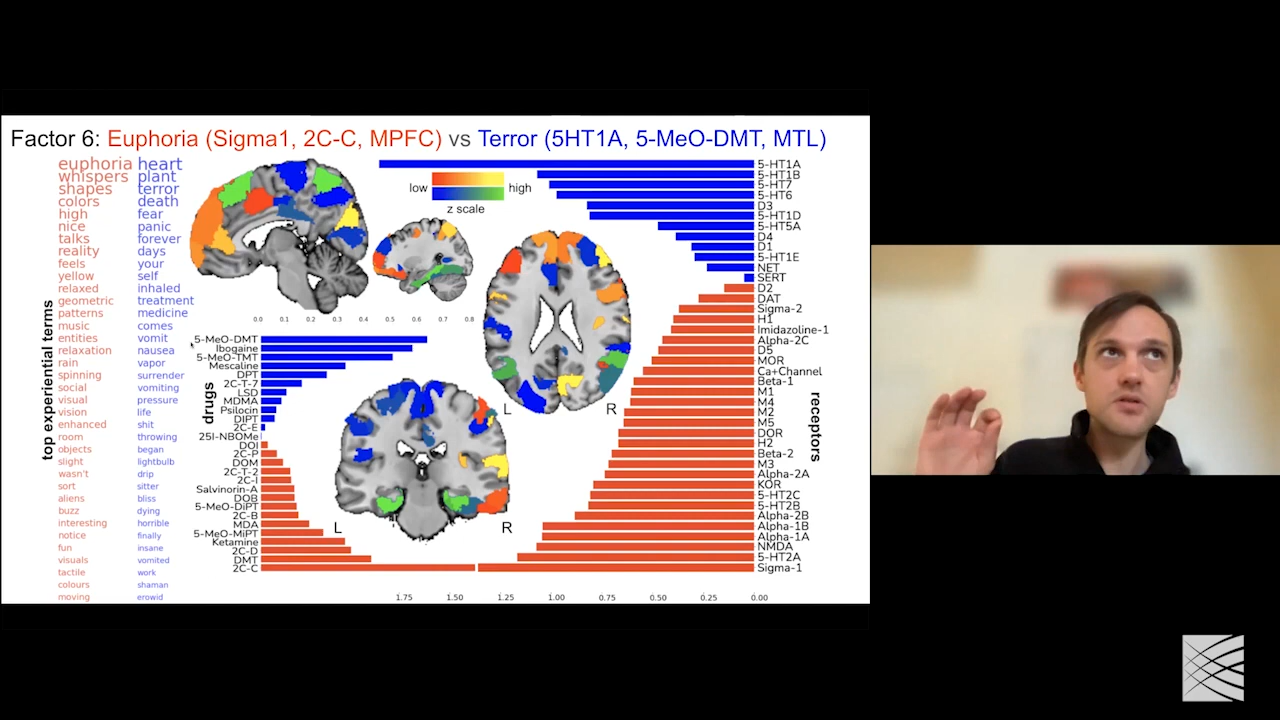 Factor 6: Euphoria (Sigma1, 2C-C, MPFC) vs Terror (5HT1A, 5-MeO-DMT, MTL)
top experiential terms
euphoria heart
whispers plant
shapes terror
colors death
high fear
nice panic
talks forever
reality days
feels your
yellow self
relaxed inhaled
geometric treatment
patterns medicine
music comes
entities vomit
relaxation nausea
rain vapor
spinning surrender
social vomiting
visual pressure
vision life
enhanced shit
room throwing
objects began
slight lightbulb
wasn't drip
sort sitter
aliens bliss
buzz dying
interesting horrible
notice finally
fun insane
visuals vomited
tactile work
colours shaman
moving erowid
low high
z scale
0.0 0.1 0.2 0.3 0.4 0.5 0.6 0.7 0.8
drugs
5-MeO-DMT
Ibogaine
5-MeO-TMT
Mescaline
DPT
2C-T-7
LSD
MDMA
Psilocin
DIPT
2C-E
25I-NBOMe
DOI
2C-P
DOM
2C-T-2
2C-I
Salvinorin-A
DOB
5-MeO-DiPT
2C-B
MDA
5-MeO-MiPT
Ketamine
2C-D
DMT
2C-C
L R
L R
5-HT1A
5-HT1B
5-HT7
5-HT6
D3
5-HT1D
5-HT5A
D4
D1
5-HT1E
NET
SERT
D2
DAT
Sigma-2
H1
Imidazoline-1
Alpha-2C
D5
MOR
Ca+Channel
Beta-1
M1
M4
M2
M5
DOR
H2
Beta-2
M3
Alpha-2A
KOR
5-HT2C
5-HT2B
Alpha-2B
Alpha-1B
Alpha-1A
NMDA
5-HT2A
Sigma-1
receptors
1.75 1.50 1.25 1.00 0.75 0.50 0.25 0.00